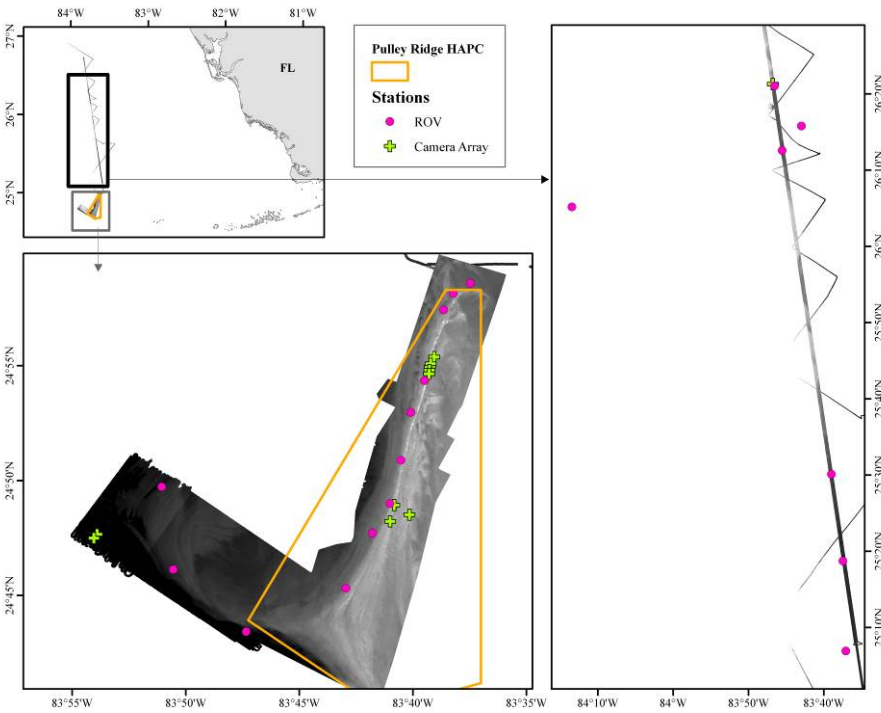 84°W 83°W 82°W 81°W
27°N
26°N
25°N
FL
Pulley Ridge HAPC
Stations
ROV
Camera Array
26°20'N
26°10'N
26°N
25°50'N
25°40'N
25°30'N
25°20'N
25°10'N
84°10'W 84°W 83°50'W 83°40'W
24°55'N
24°50'N
24°45'N
83°55'W 83°50'W 83°45'W 83°40'W 83°35'W